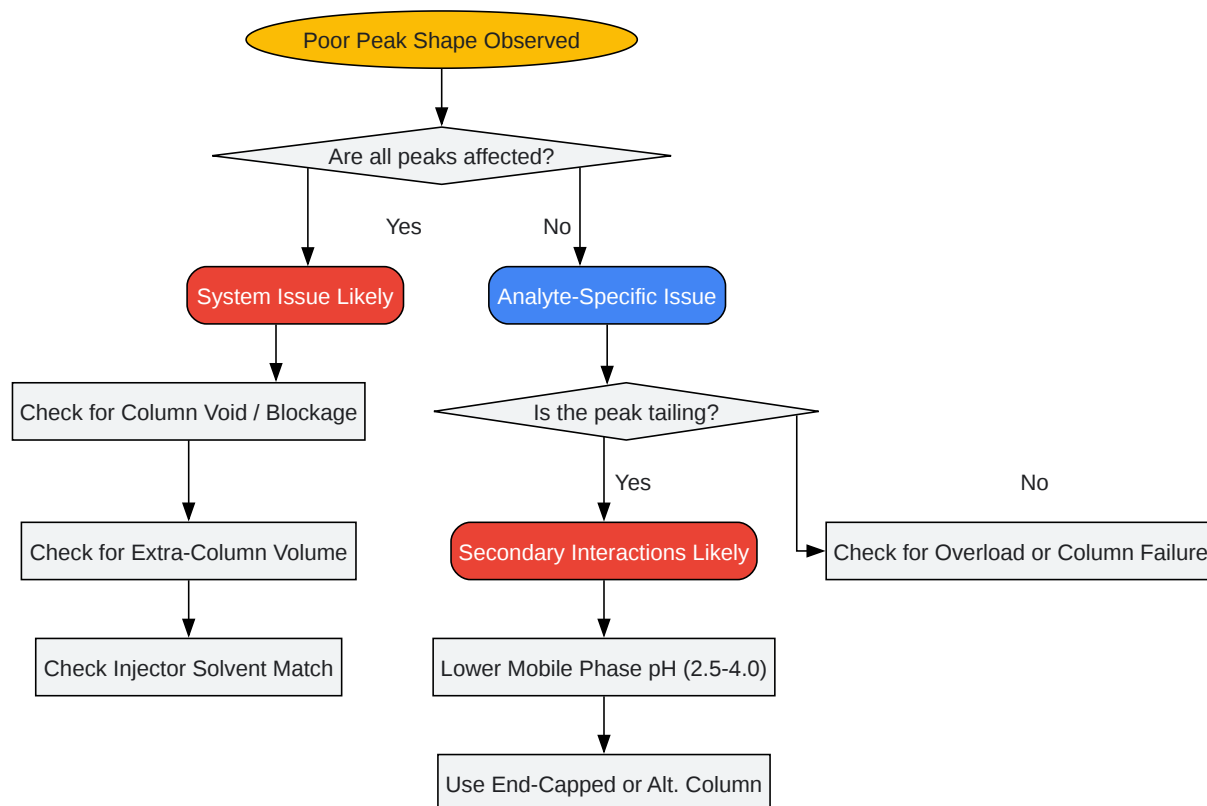 Poor Peak Shape Observed
Are all peaks affected?
Yes
No
System Issue Likely
Analyte-Specific Issue
Check for Column Void / Blockage
Is the peak tailing?
Yes
No
Check for Extra-Column Volume
Secondary Interactions Likely
Check for Overload or Column Failure
Check Injector Solvent Match
Lower Mobile Phase pH (2.5-4.0)
Use End-Capped or Alt. Column